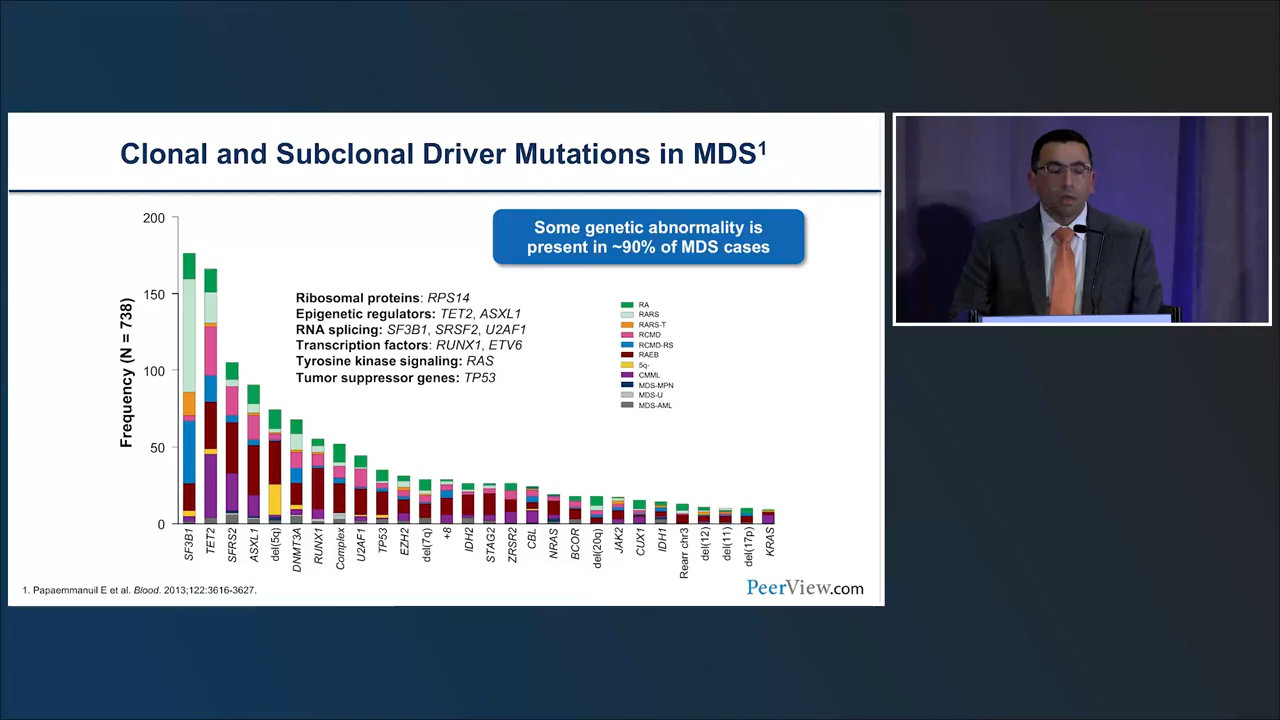 Clonal and Subclonal Driver Mutations in MDS1
Some genetic abnormality is
present in ~90% of MDS cases
Frequency (N = 738)
200
150
100
50
0
Ribosomal proteins: RPS14
Epigenetic regulators: TET2, ASXL1
RNA splicing: SF3B1, SRSF2, U2AF1
Transcription factors: RUNX1, ETV6
Tyrosine kinase signaling: RAS
Tumor suppressor genes: TP53
RA
RARS
RARS-T
RCMD
RCMD-RS
RAEB
5q-
CMML
MDS-MPN
MDS-U
MDS-AML
SF3B1
TET2
SFRS2
ASXL1
del(5q)
DNMT3A
RUNX1
Complex
U2AF1
TP53
EZH2
del(7q)
+8
IDH2
STAG2
ZRSR2
CBL
NRAS
BCOR
del(20q)
JAK2
CUX1
IDH1
Rearr chr3
del(12)
del(11)
del(17p)
KRAS
1. Papaemmanuil E et al. Blood. 2013;122:3616-3627.
PeerView.com